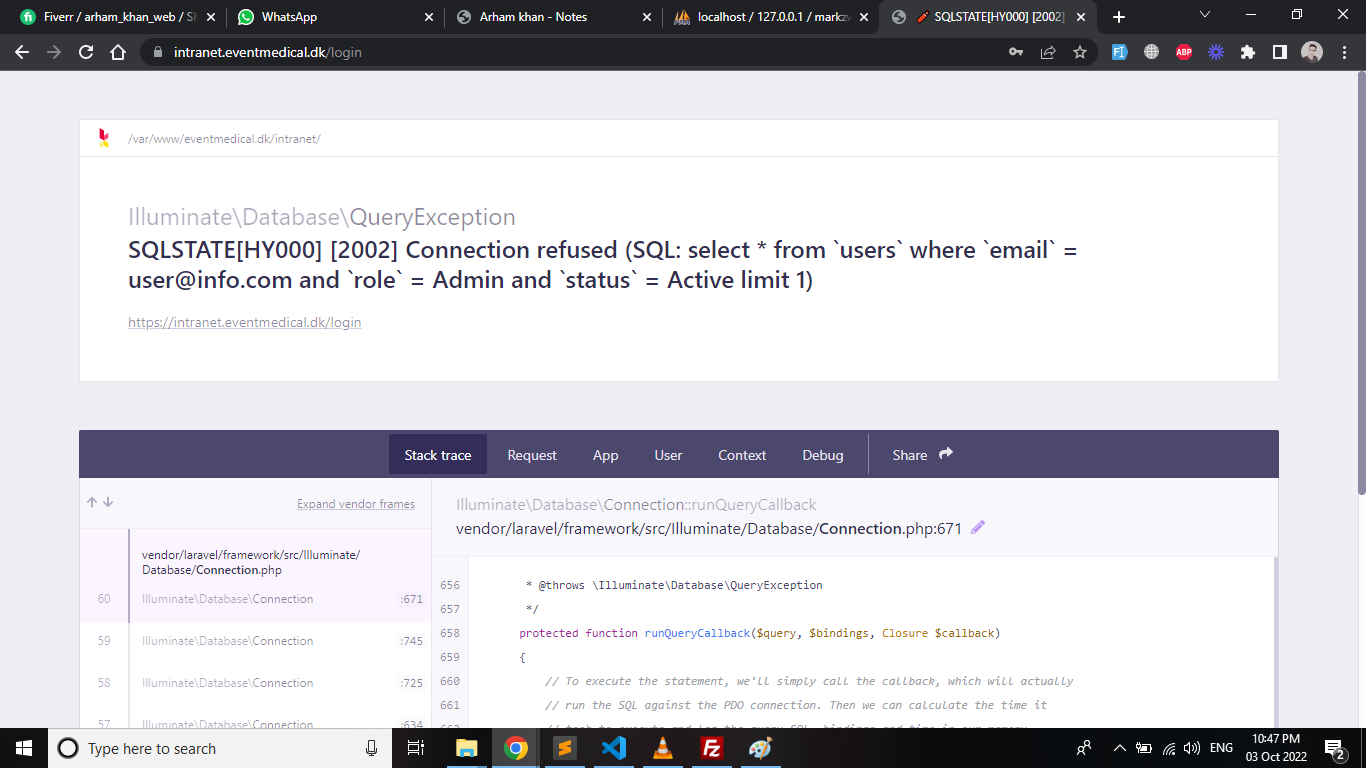 Fiverr / arham_khan_web / Sh
WhatsApp
Arham khan - Notes
localhost / 127.0.0.1 / markzw
SQLSTATE[HY000] [2002]
intranet.eventmedical.dk/login
ABP
/var/www/eventmedical.dk/intranet/
Illuminate\Database\QueryException
SQLSTATE[HY000] [2002] Connection refused (SQL: select * from `users` where `email` =
user@info.com and `role` = Admin and `status` = Active limit 1)
https://intranet.eventmedical.dk/login
Stack trace
Request
App
User
Context
Debug
Share
Expand vendor frames
vendor/laravel/framework/src/Illuminate/
Database/Connection.php
60 Illuminate\Database\Connection :671
59 Illuminate\Database\Connection :745
58 Illuminate\Database\Connection :725
57 Illuminate\Database\Connection :634
Illuminate\Database\Connection::runQueryCallback
vendor/laravel/framework/src/Illuminate/Database/Connection.php:671
656 * @throws \Illuminate\Database\QueryException
657 */
658 protected function runQueryCallback($query, $bindings, Closure $callback)
659 {
660 // To execute the statement, we'll simply call the callback, which will actually
661 // run the SQL against the PDO connection. Then we can calculate the time it
Type here to search
ENG
10:47 PM
03 Oct 2022
2